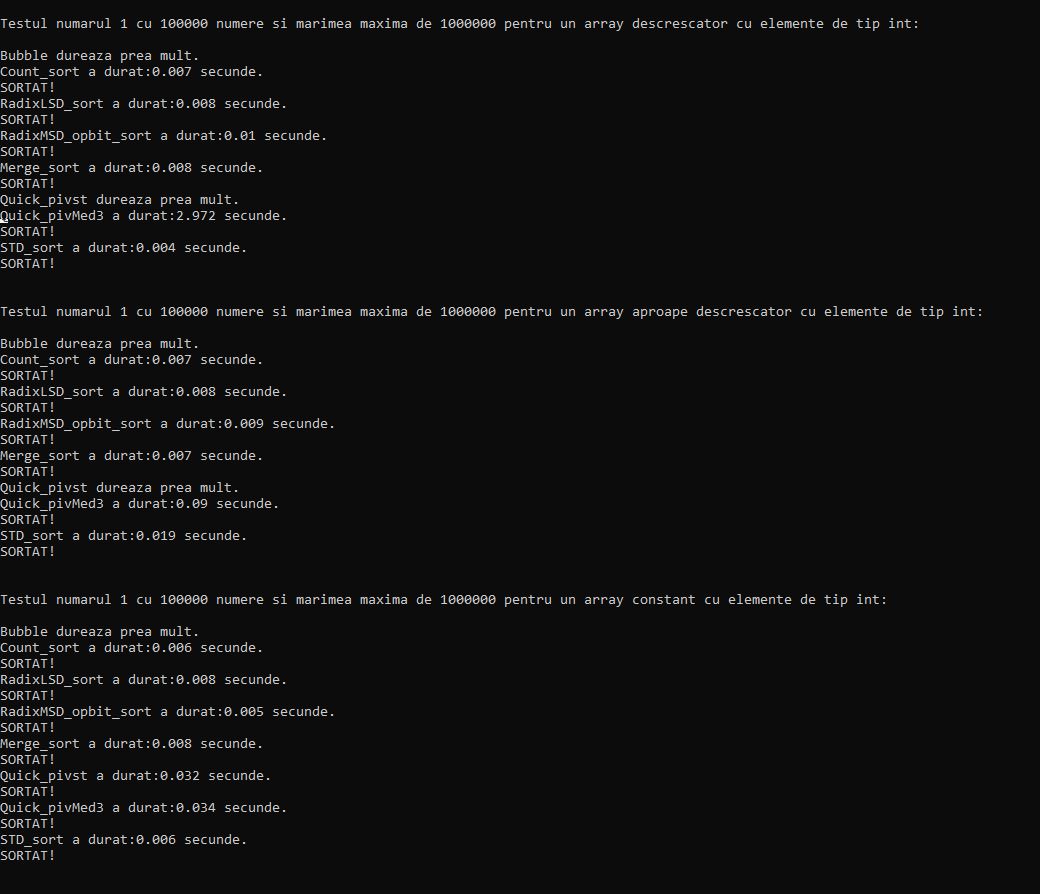 Testul numarul 1 cu 100000 numere si marimea maxima de 1000000 pentru un array descrescator cu elemente de tip int:
Bubble dureaza prea mult.
Count_sort a durat:0.007 secunde.
SORTAT!
RadixLSD_sort a durat:0.008 secunde.
SORTAT!
RadixMSD_opbit_sort a durat:0.01 secunde.
SORTAT!
Merge_sort a durat:0.008 secunde.
SORTAT!
Quick_pivst dureaza prea mult.
Quick_pivMed3 a durat:2.972 secunde.
SORTAT!
STD_sort a durat:0.004 secunde.
SORTAT!
Testul numarul 1 cu 100000 numere si marimea maxima de 1000000 pentru un array aproape descrescator cu elemente de tip int:
Bubble dureaza prea mult.
Count_sort a durat:0.007 secunde.
SORTAT!
RadixLSD_sort a durat:0.008 secunde.
SORTAT!
RadixMSD_opbit_sort a durat:0.009 secunde.
SORTAT!
Merge_sort a durat:0.007 secunde.
SORTAT!
Quick_pivst dureaza prea mult.
Quick_pivMed3 a durat:0.09 secunde.
SORTAT!
STD_sort a durat:0.019 secunde.
SORTAT!
Testul numarul 1 cu 100000 numere si marimea maxima de 1000000 pentru un array constant cu elemente de tip int:
Bubble dureaza prea mult.
Count_sort a durat:0.006 secunde.
SORTAT!
RadixLSD_sort a durat:0.008 secunde.
SORTAT!
RadixMSD_opbit_sort a durat:0.005 secunde.
SORTAT!
Merge_sort a durat:0.008 secunde.
SORTAT!
Quick_pivst a durat:0.032 secunde.
SORTAT!
Quick_pivMed3 a durat:0.034 secunde.
SORTAT!
STD_sort a durat:0.006 secunde.
SORTAT!